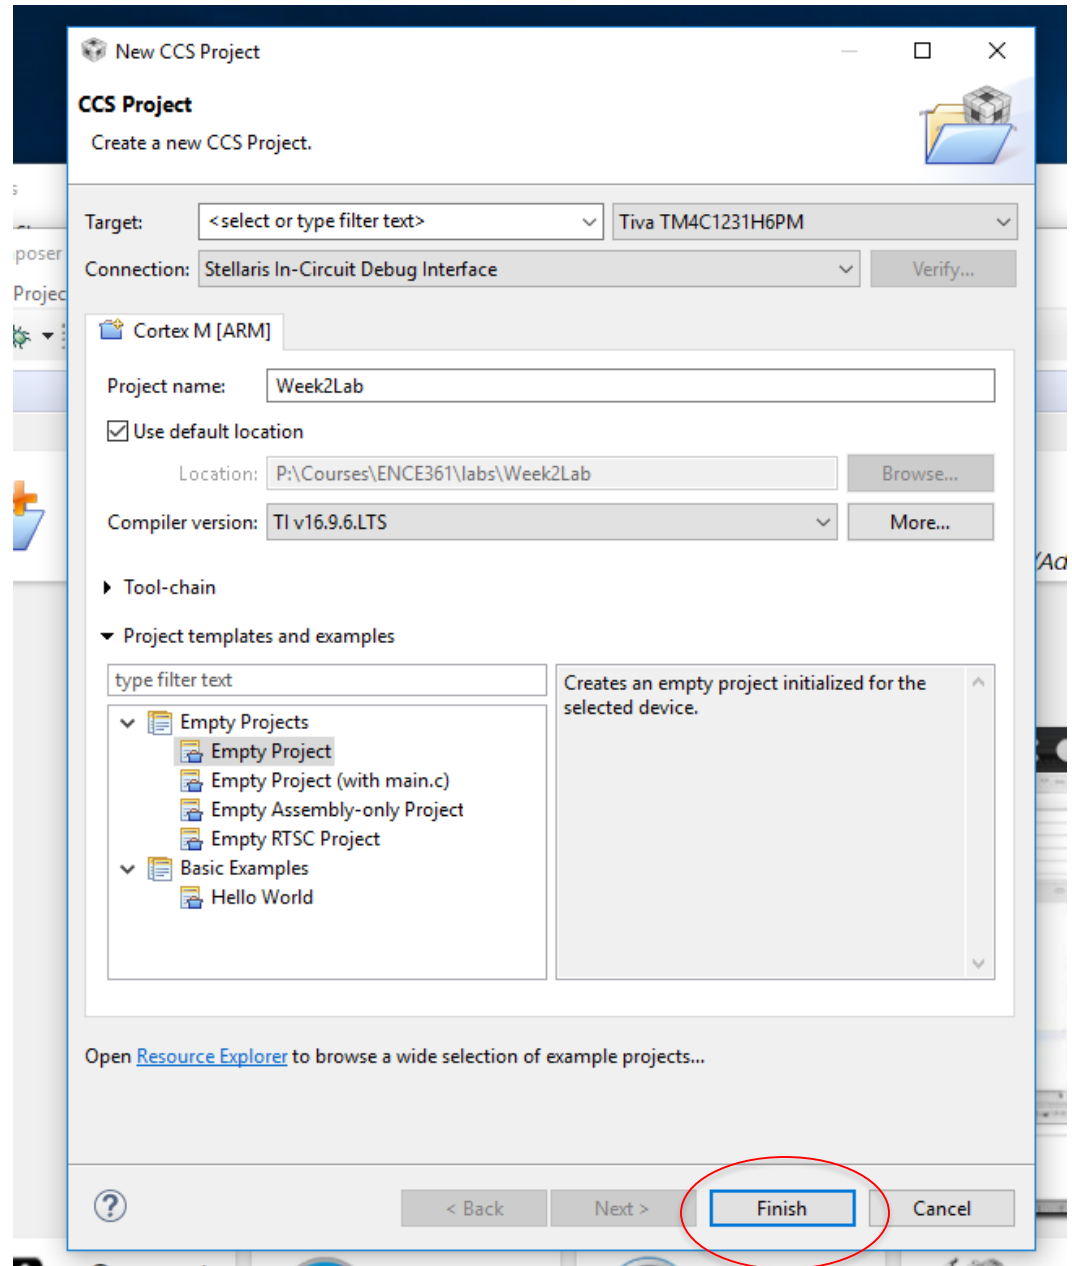 New CCS Project
CCS Project
Create a new CCS Project.
Target: <select or type filter text> Tiva TM4C1231H6PM
poser
Connection: Stellaris In-Circuit Debug Interface Verify...
Projec
Cortex M [ARM]
Project name: Week2Lab
Use default location
Location: P:\Courses\ENCE361\labs\Week2Lab Browse...
Compiler version: TI v16.9.6.LTS More...
/Ad
Tool-chain
Project templates and examples
type filter text
Creates an empty project initialized for the
selected device.
Empty Projects
Empty Project
Empty Project (with main.c)
Empty Assembly-only Project
Empty RTSC Project
Basic Examples
Hello World
Open Resource Explorer to browse a wide selection of example projects...
? < Back Next > Finish Cancel